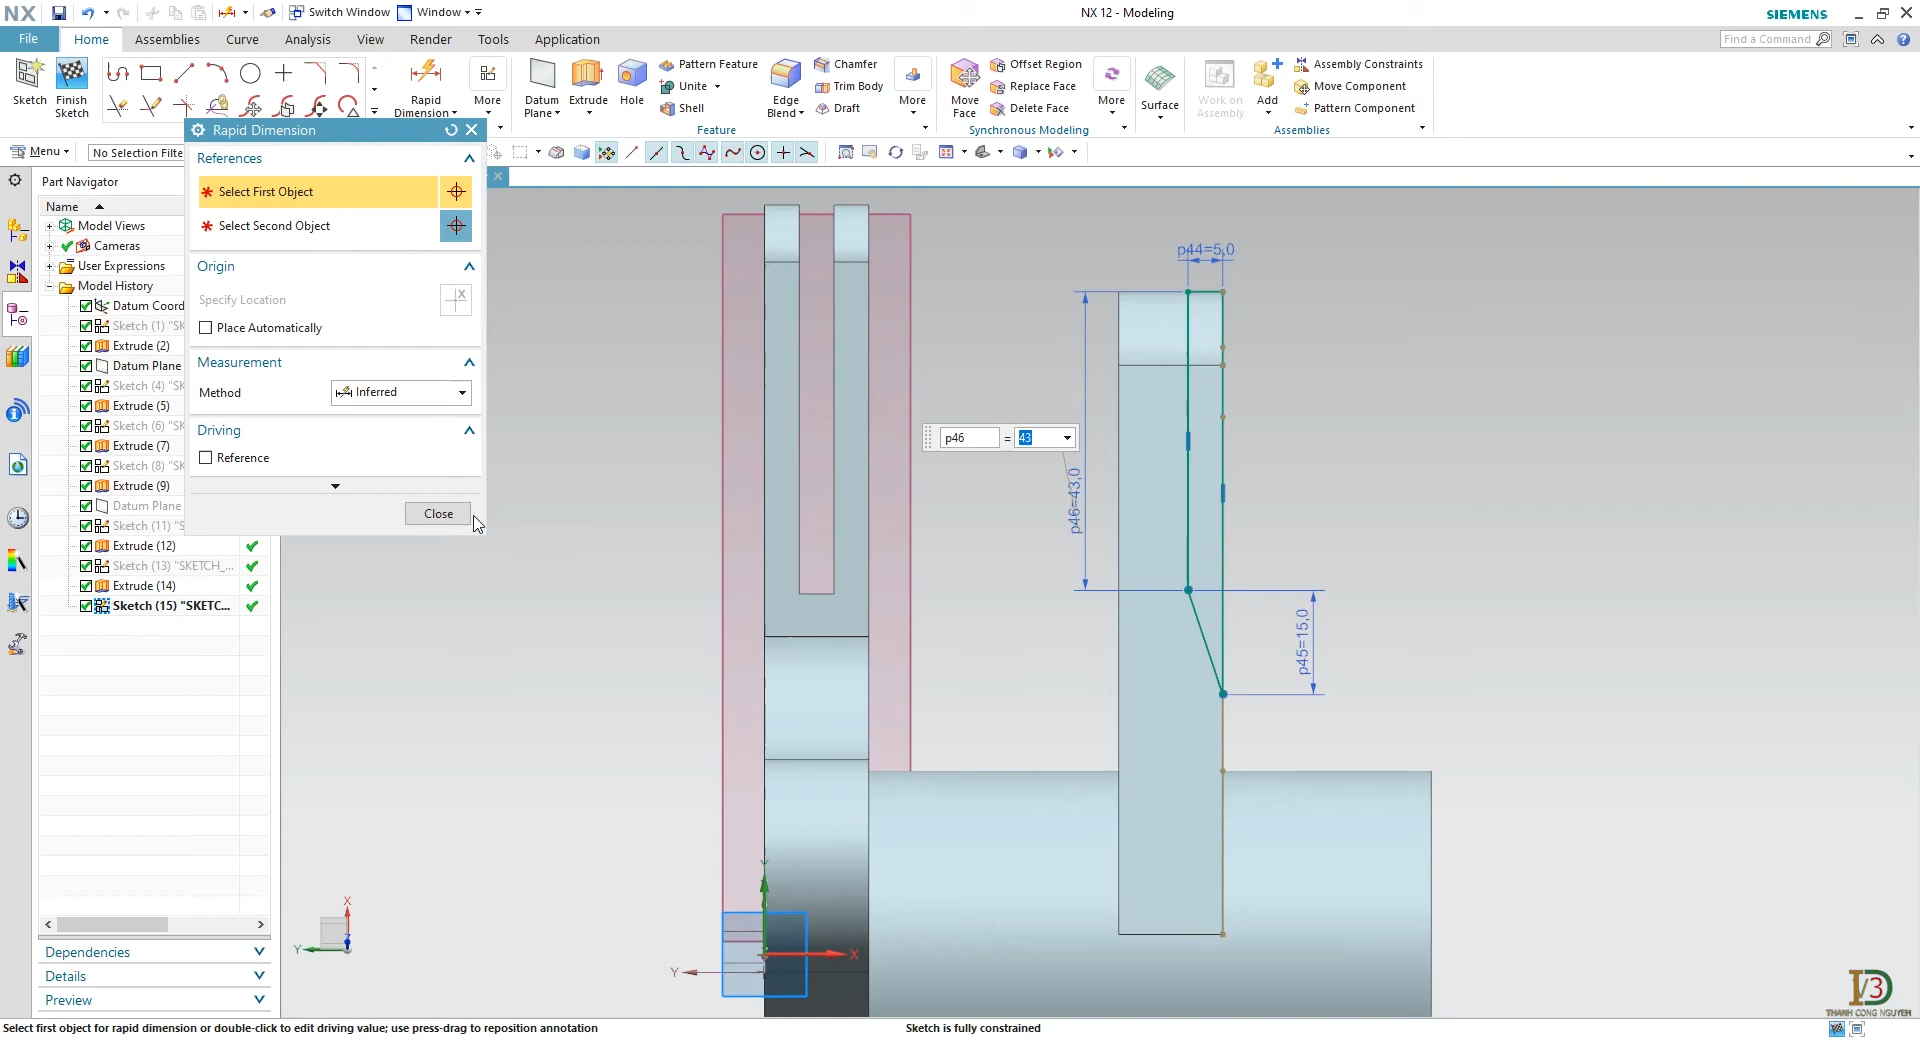 NX
Switch Window
Window
NX 12 - Modeling
SIEMENS
File
Home
Assemblies
Curve
Analysis
View
Render
Tools
Application
Find a Command
Sketch
Finish Sketch
Rapid Dimension
More
Datum Plane
Extrude
Hole
Pattern Feature
Unite
Shell
Edge Blend
Chamfer
Trim Body
Draft
More
Feature
Move Face
Offset Region
Replace Face
Delete Face
More
Synchronous Modeling
Surface
Work on Assembly
Add
Assembly Constraints
Move Component
Pattern Component
Assemblies
Menu
No Selection Filte
Rapid Dimension
References
Select First Object
Select Second Object
Origin
Specify Location
Place Automatically
Measurement
Method
Inferred
Driving
Reference
Close
Part Navigator
Name
Model Views
Cameras
User Expressions
Model History
Datum Coord
Sketch (1) "SK
Extrude (2)
Datum Plane
Sketch (4) "SK
Extrude (5)
Sketch (6) "SK
Extrude (7)
Sketch (8) "SK
Extrude (9)
Datum Plane
Sketch (11) "S
Extrude (12)
Sketch (13) "SKETCH_...
Extrude (14)
Sketch (15) "SKETC...
Dependencies
Details
Preview
p44=5,0
p46 = 43
p46=43,0
p45=15,0
X
Y
Y
X
Y
THANH CONG NGUYEN
Select first object for rapid dimension or double-click to edit driving value; use press-drag to reposition annotation
Sketch is fully constrained